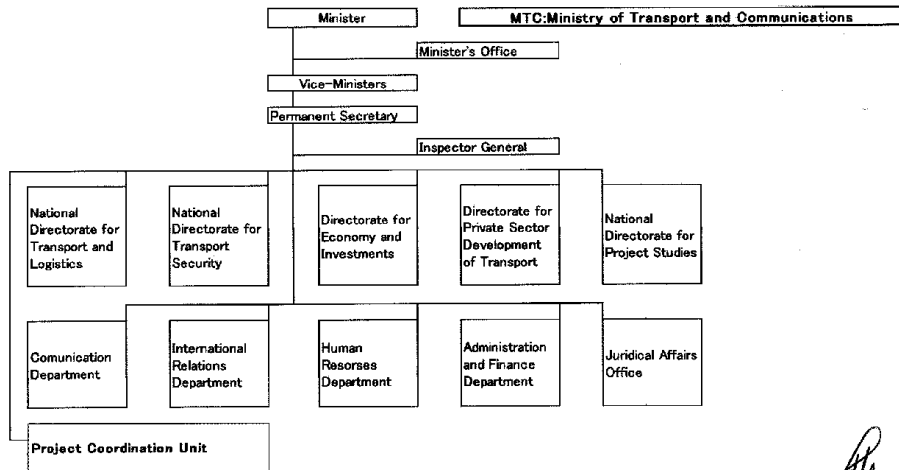 Minister
MTC:Ministry of Transport and Communications
Minister's Office
Vice-Ministers
Permanent Secretary
Inspector General
National
Directorate for
Transport and
Logistics
National
Directorate for
Transport
Security
Directorate for
Economy and
Investments
Directorate for
Private Sector
Development
of Transport
National
Directorate for
Project Studies
Comunication
Department
International
Relations
Department
Human
Resorses
Department
Administration
and Finance
Department
Juridical Affairs
Office
Project Coordination Unit